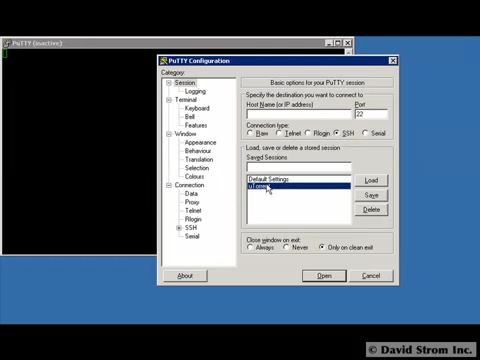 PuTTY (inactive)
PuTTY Configuration
Category:
Session
Logging
Terminal
Keyboard
Bell
Features
Window
Appearance
Behaviour
Translation
Selection
Colours
Connection
Data
Proxy
Telnet
Rlogin
SSH
Serial
Basic options for your PuTTY session
Specify the destination you want to connect to
Host Name (or IP address) Port
22
Connection type:
Raw Telnet Rlogin SSH Serial
Load, save or delete a stored session
Saved Sessions
Default Settings
uTorrent
Load
Save
Delete
Close window on exit:
Always Never Only on clean exit
About Open Cancel
© David Strom Inc.